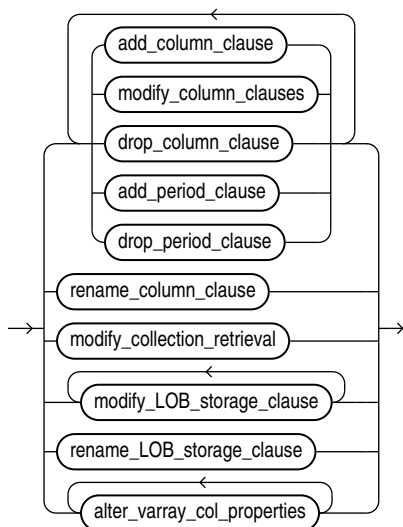 add_column_clause
modify_column_clauses
drop_column_clause
add_period_clause
drop_period_clause
rename_column_clause
modify_collection_retrieval
modify_LOB_storage_clause
rename_LOB_storage_clause
alter_varray_col_properties